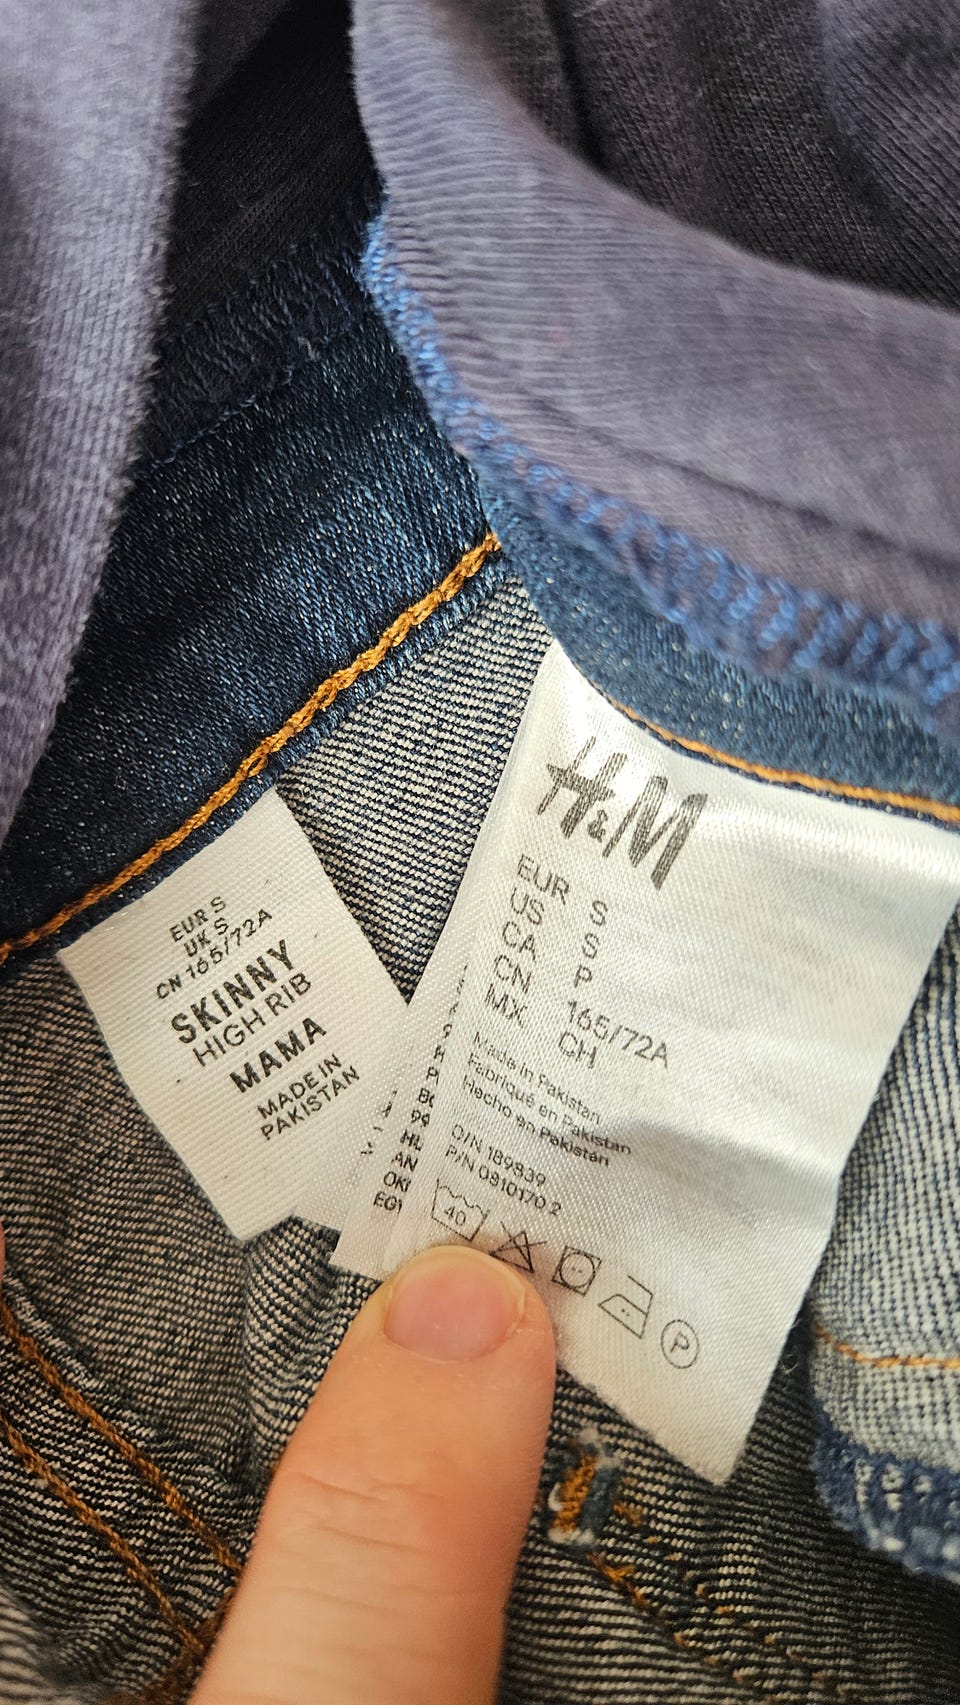 EUR S
UK S
CN 165/72A
SKINNY
HIGH RIB
MAMA
MADE IN
PAKISTAN
H&M
EUR S
US S
CA P
CN 165/72A
MX CH
Made in Pakistan
Fabriqué en Pakistan
Hecho en Pakistán
O/N 189839
P/N 0810170 2
40
P